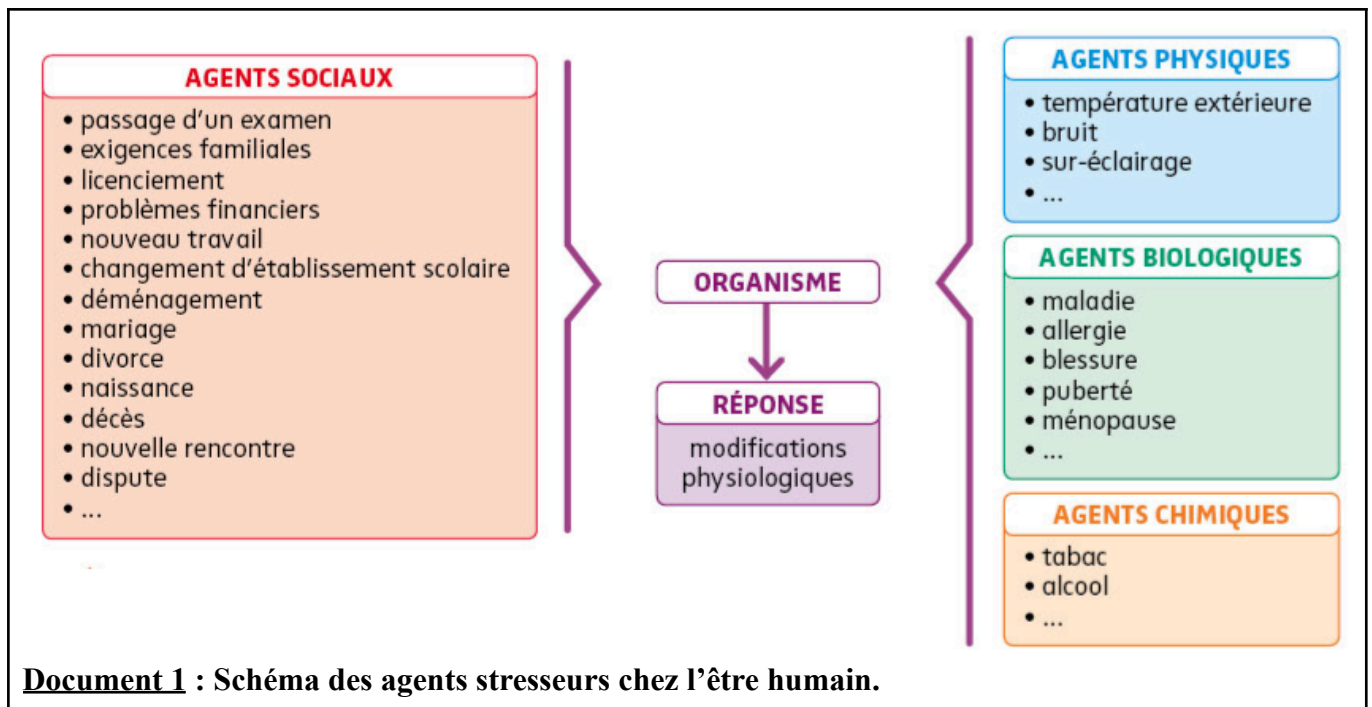 AGENTS SOCIAUX
• passage d'un examen
• exigences familiales
• licenciement
• problèmes financiers
• nouveau travail
• changement d'établissement scolaire
• déménagement
• mariage
• divorce
• naissance
• décès
• nouvelle rencontre
• dispute
• ...
ORGANISME
RÉPONSE
modifications
physiologiques
AGENTS PHYSIQUES
• température extérieure
• bruit
• sur-éclairage
• ...
AGENTS BIOLOGIQUES
• maladie
• allergie
• blessure
• puberté
• ménopause
• ...
AGENTS CHIMIQUES
• tabac
• alcool
• ...
Document 1 : Schéma des agents stresseurs chez l'être humain.